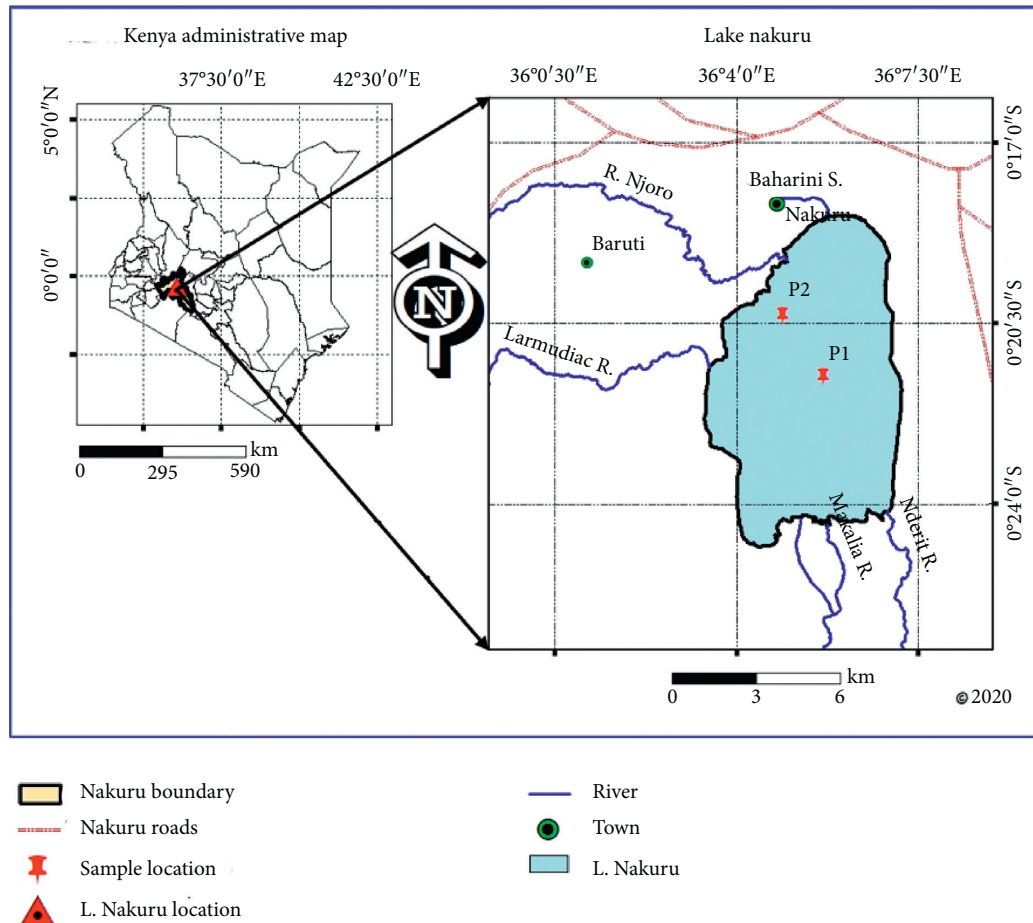 Kenya administrative map
Lake nakuru
37°30′0″E
42°30′0″E
36°0′30″E
36°4′0″E
36°7′30″E
5°0′0″N
0°0′0″
0°17′0″S
0°20′30″S
0°24′0″S
N
R. Njoro
Baharini S.
Nakuru
Baruti
P2
P1
Larmudiac R.
Makalia R.
Nderit R.
km
0 295 590
km
0 3 6
© 2020
Nakuru boundary
Nakuru roads
Sample location
L. Nakuru location
River
Town
L. Nakuru